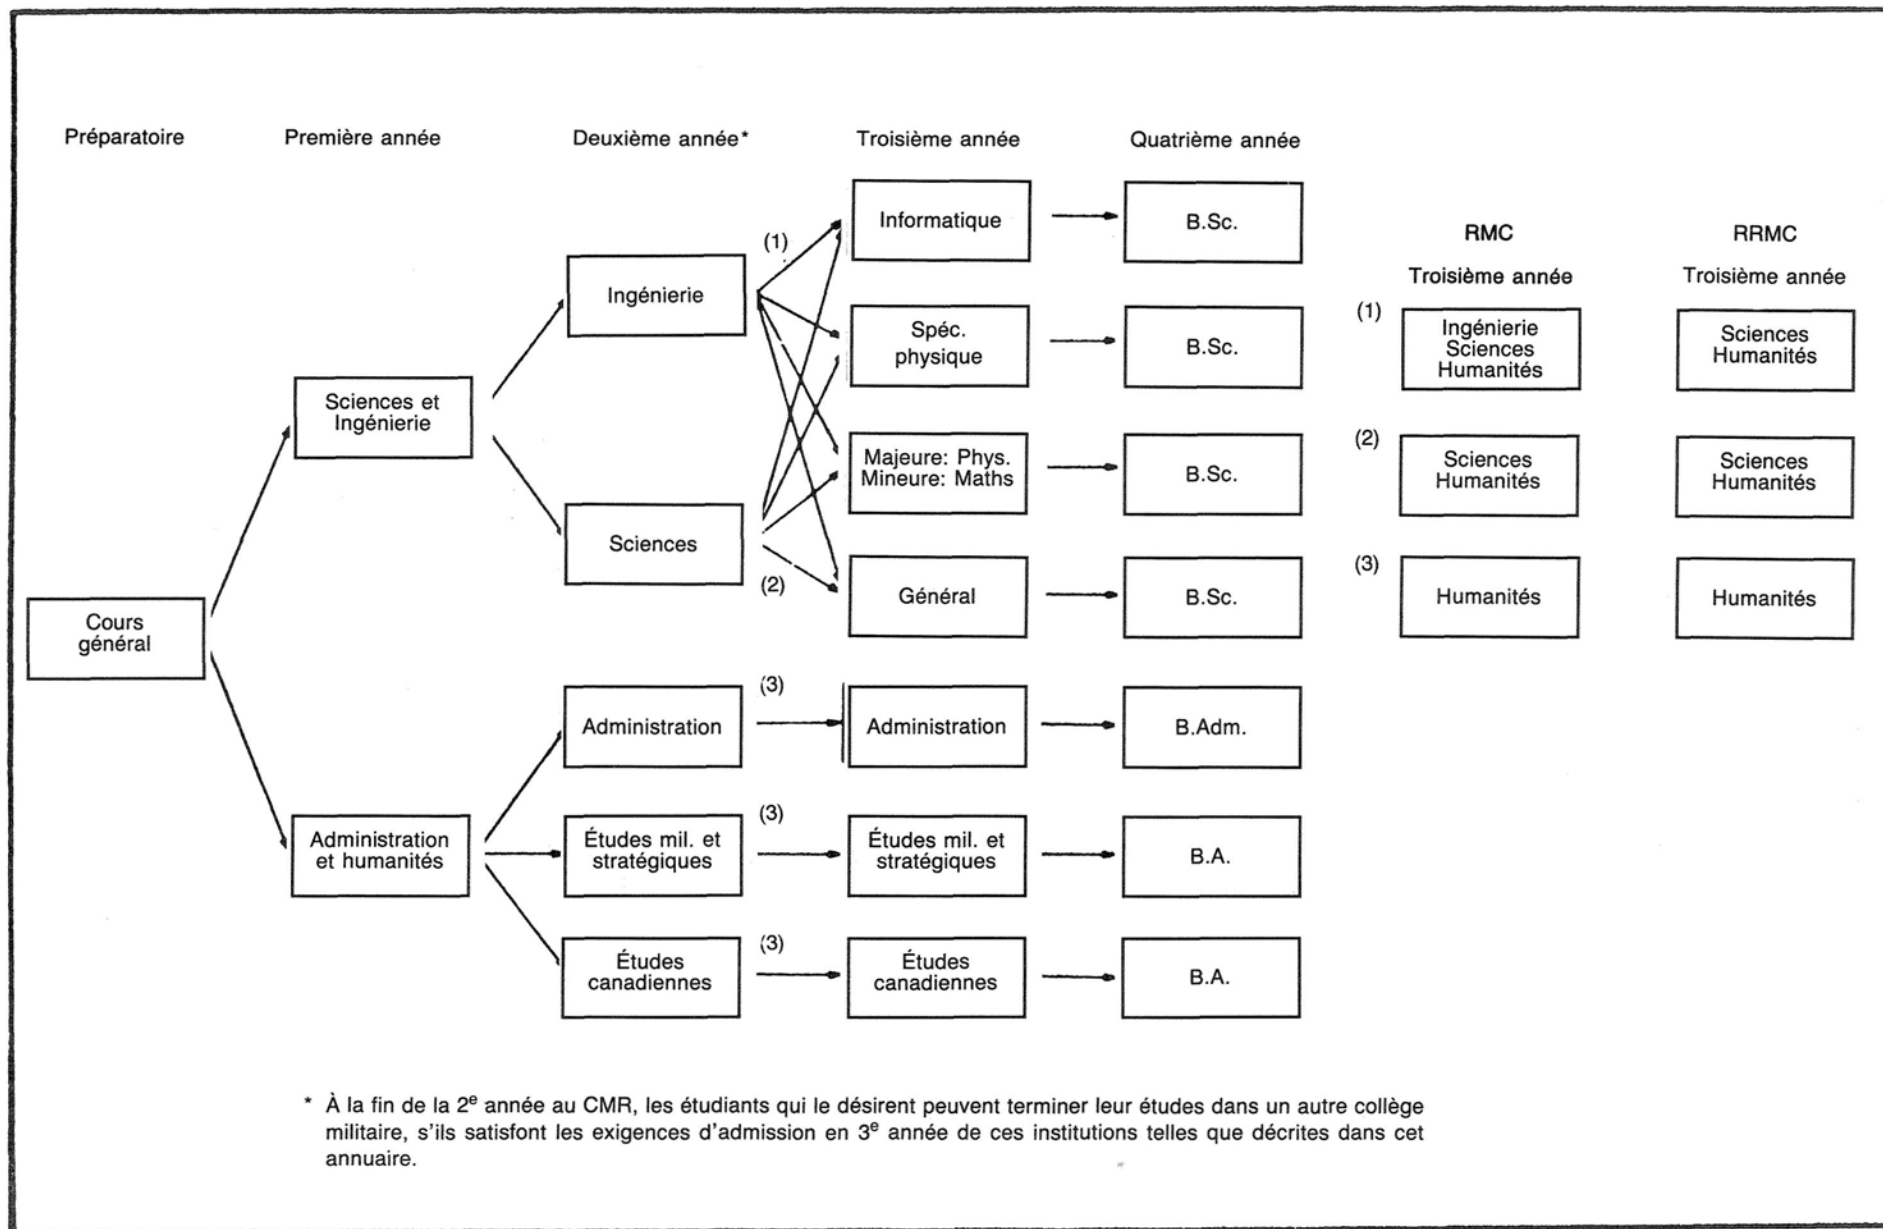 Préparatoire
Première année
Deuxième année*
Troisième année
Quatrième année
RMC
RRMC
Troisième année
Troisième année
Cours
général
Sciences et
Ingénierie
Administration
et humanités
Ingénierie
(1)
Sciences
(2)
Administration
(3)
Études mil. et
stratégiques
(3)
Études
canadiennes
(3)
Informatique
Spéc.
physique
Majeure: Phys.
Mineure: Maths
Général
Administration
Études mil. et
stratégiques
Études
canadiennes
B.Sc.
B.Sc.
B.Sc.
B.Sc.
B.Adm.
B.A.
B.A.
(1)
Ingénierie
Sciences
Humanités
Sciences
Humanités
(2)
Sciences
Humanités
Sciences
Humanités
(3)
Humanités
Humanités
* À la fin de la 2e année au CMR, les étudiants qui le désirent peuvent terminer leur études dans un autre collège
militaire, s'ils satisfont les exigences d'admission en 3e année de ces institutions telles que décrites dans cet
annuaire.